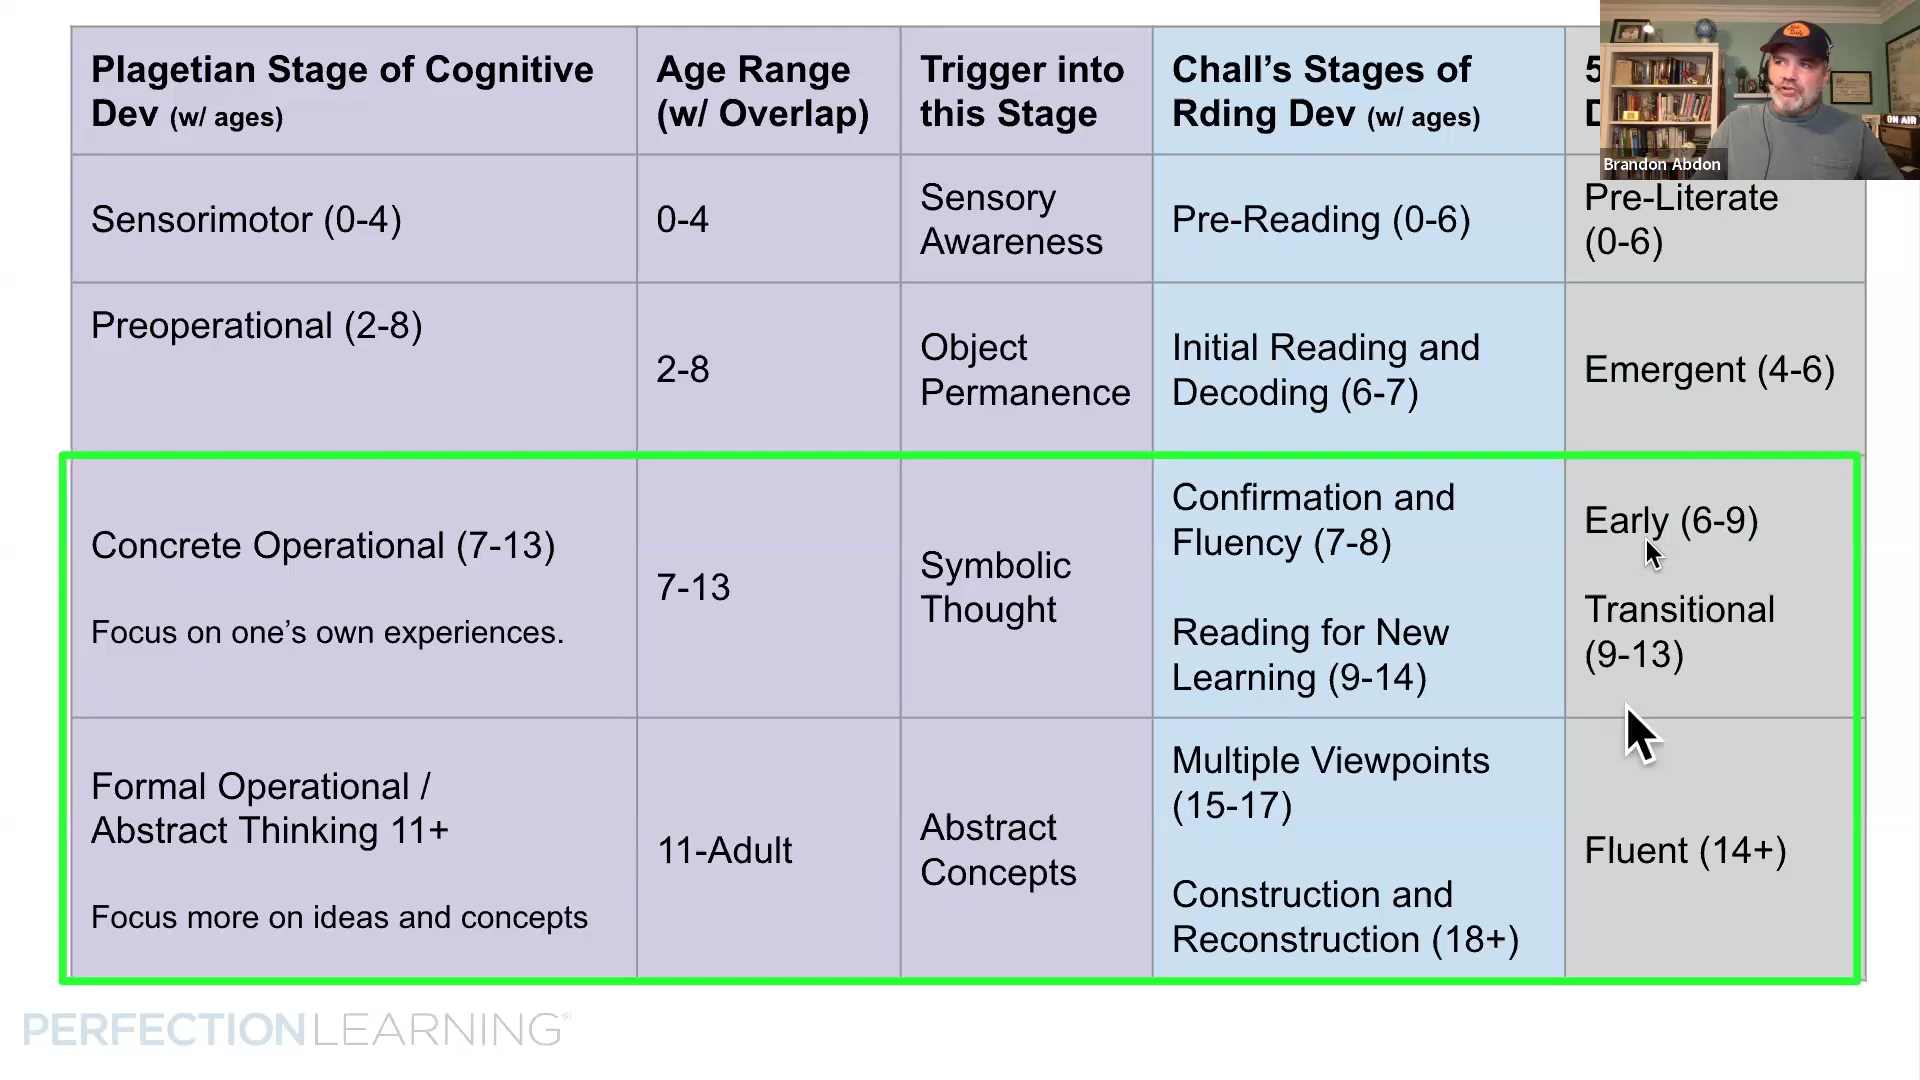 Plagetian Stage of Cognitive
Dev (w/ ages)
Age Range
(w/ Overlap)
Trigger into
this Stage
Chall’s Stages of
Rding Dev (w/ ages)
5
D
ON AIR
Brandon Abdon
Sensorimotor (0-4)
0-4
Sensory
Awareness
Pre-Reading (0-6)
Pre-Literate
(0-6)
Preoperational (2-8)
2-8
Object
Permanence
Initial Reading and
Decoding (6-7)
Emergent (4-6)
Concrete Operational (7-13)
Focus on one’s own experiences.
7-13
Symbolic
Thought
Confirmation and
Fluency (7-8)
Reading for New
Learning (9-14)
Early (6-9)
Transitional
(9-13)
Formal Operational /
Abstract Thinking 11+
Focus more on ideas and concepts
11-Adult
Abstract
Concepts
Multiple Viewpoints
(15-17)
Construction and
Reconstruction (18+)
Fluent (14+)
PERFECTION LEARNING®